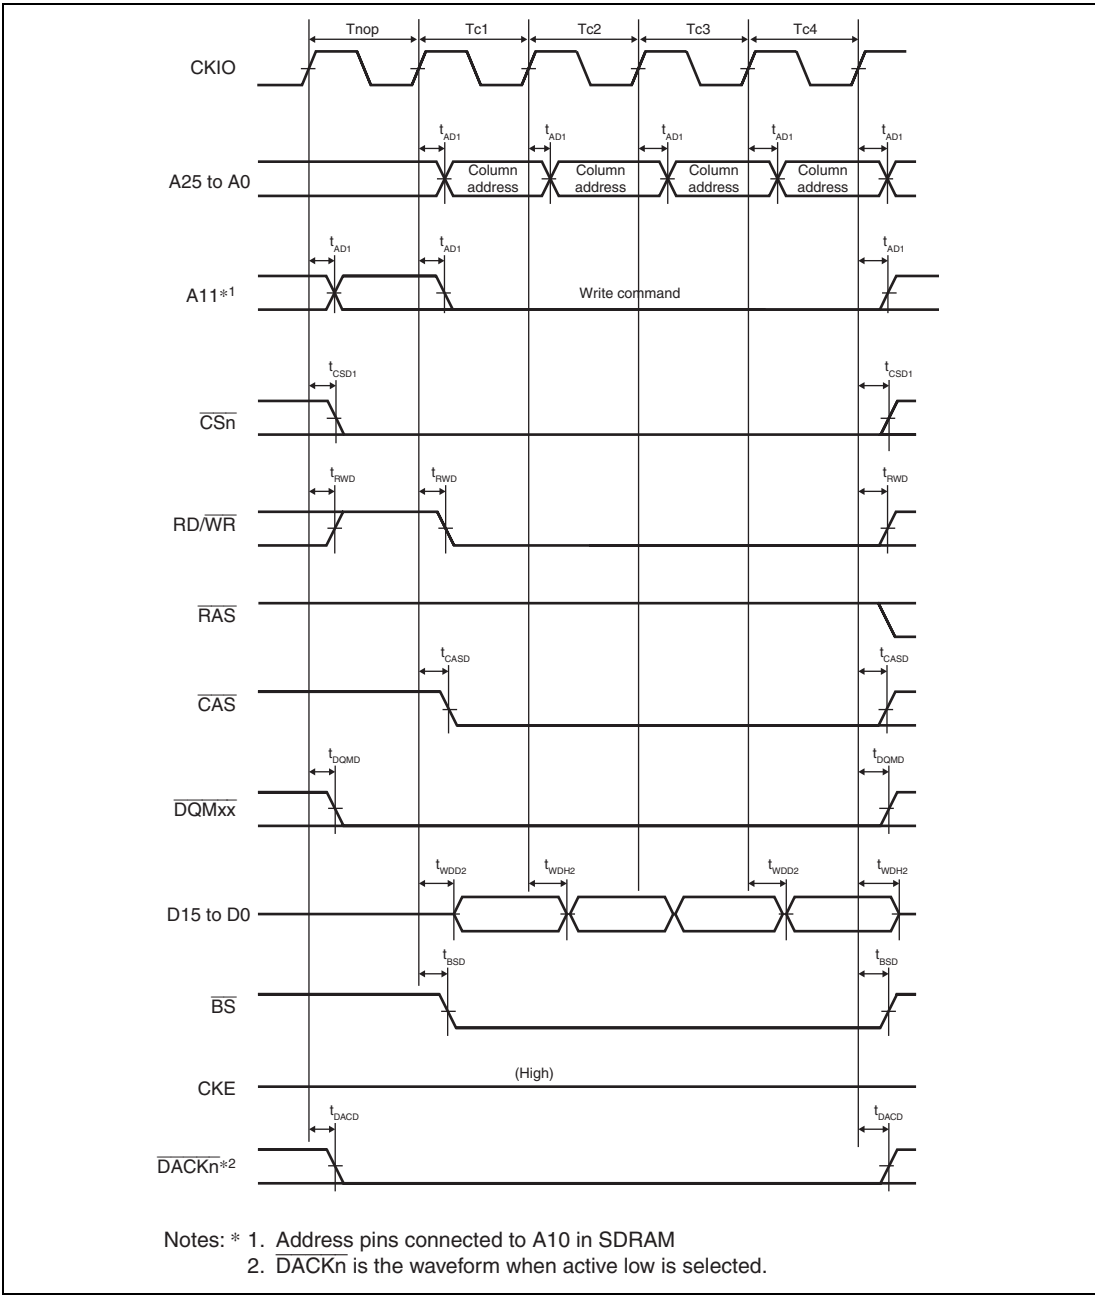 Tnop Tc1 Tc2 Tc3 Tc4
CKIO
tAD1 tAD1 tAD1 tAD1 tAD1
A25 to A0
Column address Column address Column address Column address
tAD1 tAD1 tAD1
A11*1
Write command
tCSD1 tCSD1
CSn
tRWD tRWD tRWD
RD/WR
RAS
tCASD tCASD
CAS
tDQMD tDQMD
DQMxx
tWDD2 tWDH2 tWDD2 tWDH2
D15 to D0
tBSD tBSD
BS
(High)
CKE
tDACD tDACD
DACKn*2
Notes: * 1. Address pins connected to A10 in SDRAM
2. DACKn is the waveform when active low is selected.